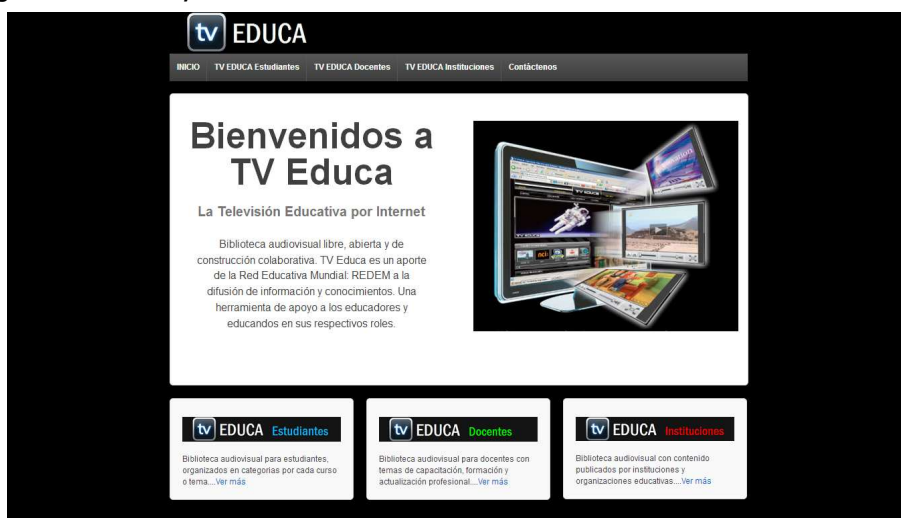 tv EDUCA
INICIO TV EDUCA Estudiantes TV EDUCA Docentes TV EDUCA Instituciones Contáctenos
Bienvenidos a
TV Educa
La Televisión Educativa por Internet
Biblioteca audiovisual libre, abierta y de
construcción colaborativa. TV Educa es un aporte
de la Red Educativa Mundial: REDEM a la
difusión de información y conocimientos. Una
herramienta de apoyo a los educadores y
educandos en sus respectivos roles.
tv EDUCA Estudiantes
Biblioteca audiovisual para estudiantes,
organizados en categorias por cada curso
o tema....Ver más
tv EDUCA Docentes
Biblioteca audiovisual para docentes con
temas de capacitación, formación y
actualización profesional....Ver más
tv EDUCA Instituciones
Biblioteca audiovisual con contenido
publicados por instituciones y
organizaciones educativas....Ver más